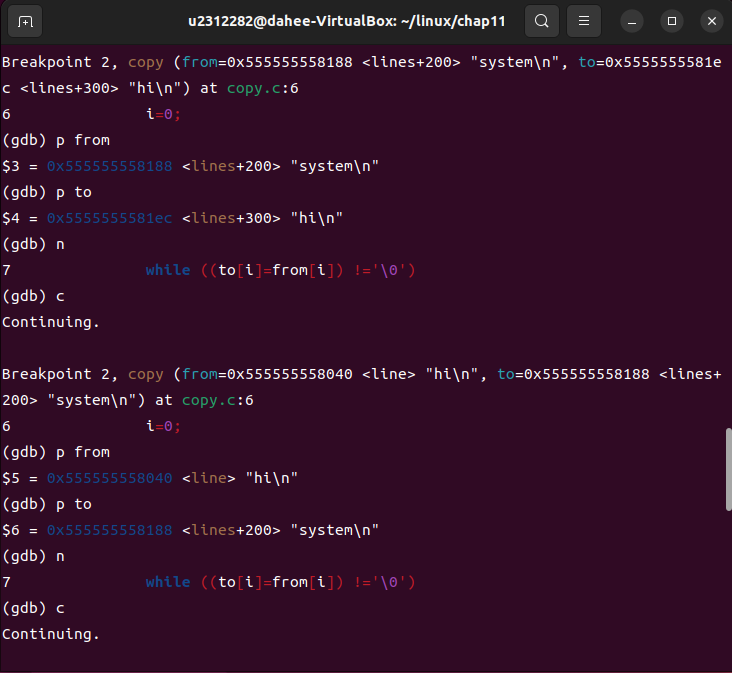 u2312282@dahee-VirtualBox: ~/linux/chap11
Breakpoint 2, copy (from=0x555555558188 <lines+200> "system\n", to=0x5555555581e
c <lines+300> "hi\n") at copy.c:6
6               i=0;
(gdb) p from
$3 = 0x555555558188 <lines+200> "system\n"
(gdb) p to
$4 = 0x5555555581ec <lines+300> "hi\n"
(gdb) n
7               while ((to[i]=from[i]) !='\0')
(gdb) c
Continuing.

Breakpoint 2, copy (from=0x555555558040 <line> "hi\n", to=0x555555558188 <lines+
200> "system\n") at copy.c:6
6               i=0;
(gdb) p from
$5 = 0x555555558040 <line> "hi\n"
(gdb) p to
$6 = 0x555555558188 <lines+200> "system\n"
(gdb) n
7               while ((to[i]=from[i]) !='\0')
(gdb) c
Continuing.